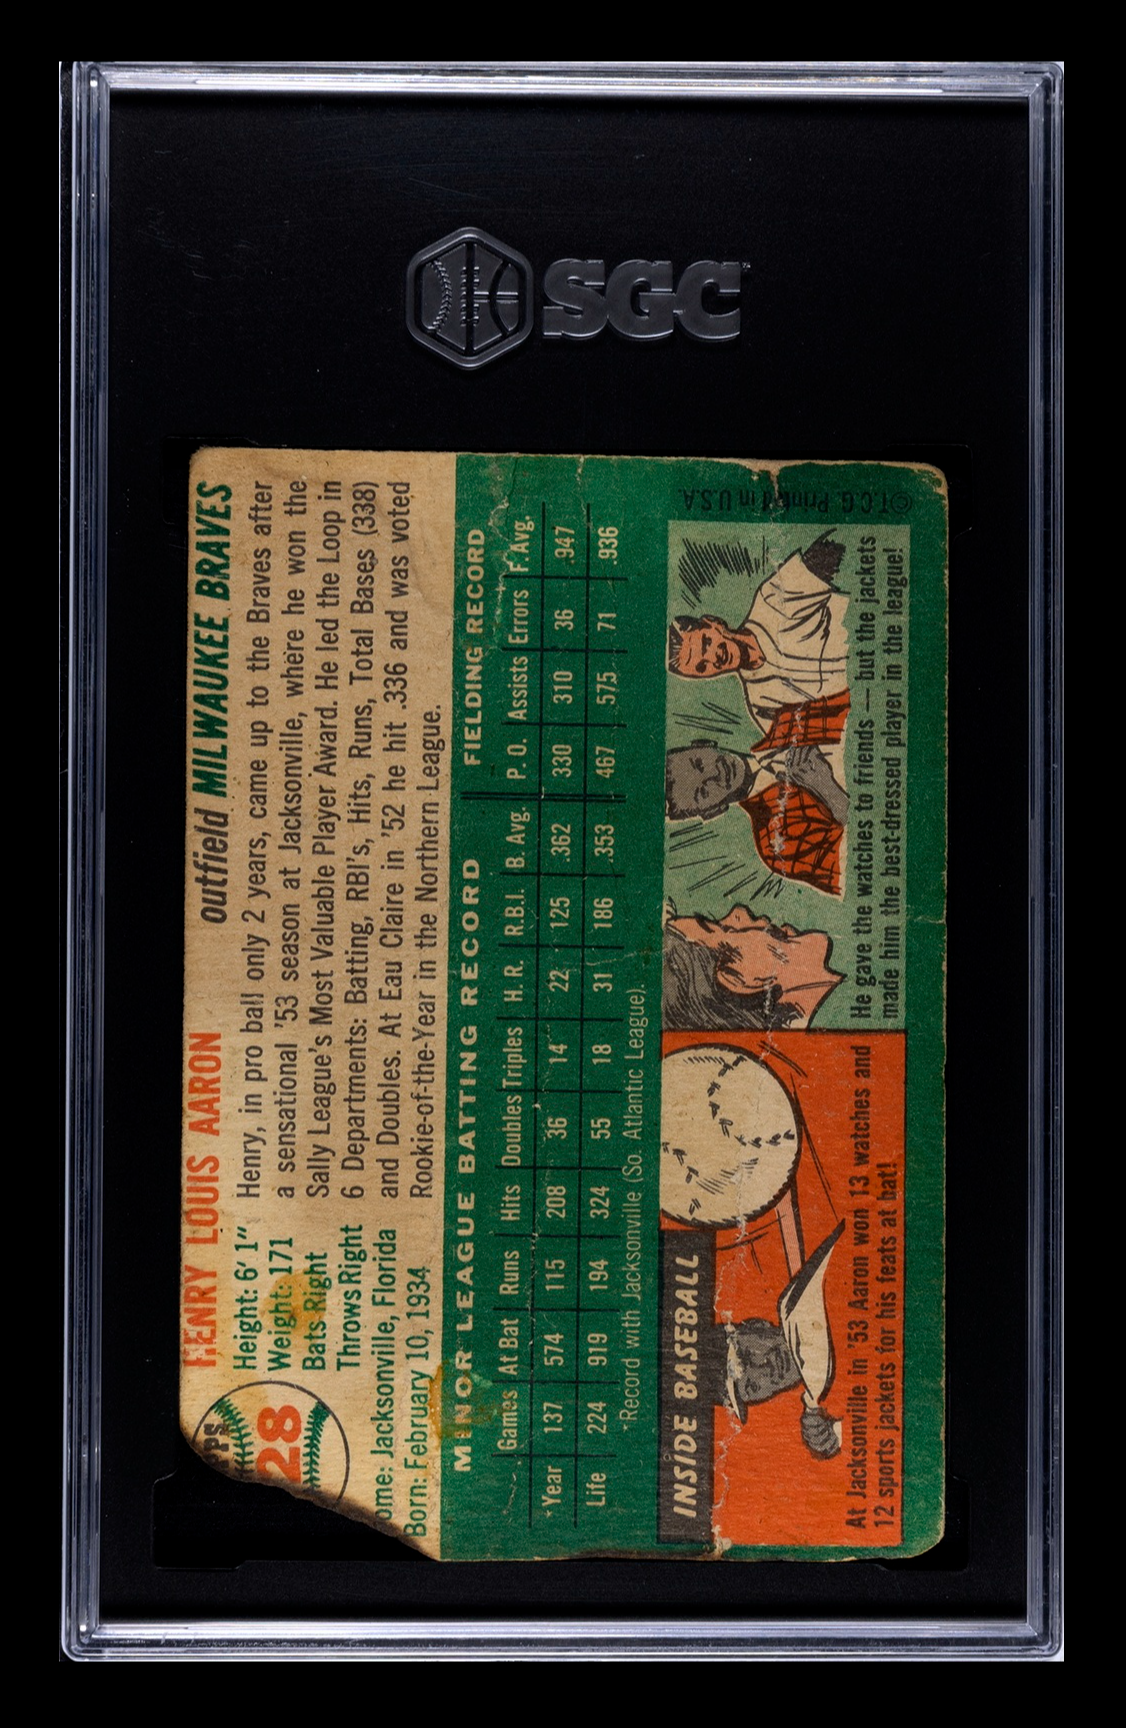 SGC
PPS
28
HENRY LOUIS AARON
outfield MILWAUKEE BRAVES
Height: 6' 1"
Weight: 171
Bats Right
Throws Right
ome: Jacksonville, Florida
Born: February 10, 1934
Henry, in pro ball only 2 years, came up to the Braves after
a sensational '53 season at Jacksonville, where he won the
Sally League's Most Valuable Player Award. He led the Loop in
6 Departments: Batting, RBI's, Hits, Runs, Total Bases (338)
and Doubles. At Eau Claire in '52 he hit .336 and was voted
Rookie-of-the-Year in the Northern League.
MINOR LEAGUE BATTING RECORD FIELDING RECORD
Games At Bat Runs Hits Doubles Triples H. R. R.B.I. B. Avg. P. O. Assists Errors F. Avg.
*Year 137 574 115 208 36 14 22 125 .362 330 310 36 .947
Life 224 919 194 324 55 18 31 186 .353 467 575 71 .936
*Record with Jacksonville (So. Atlantic League).
INSIDE BASEBALL
At Jacksonville in '53 Aaron won 13 watches and
12 sports jackets for his feats at bat!
He gave the watches to friends — but the jackets
made him the best-dressed player in the league!
©T.C.G. Printed in U.S.A.